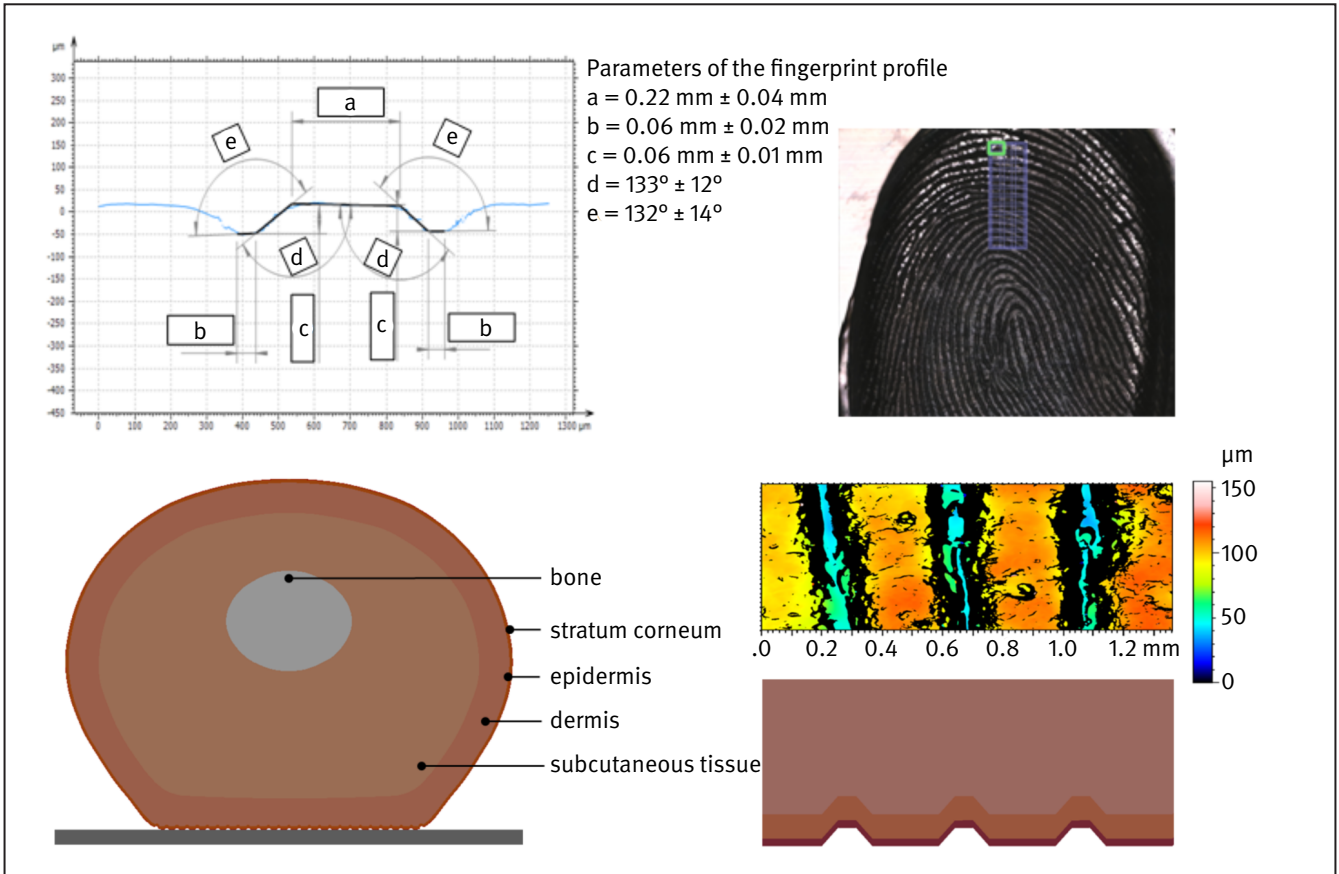 µm
300
250
200
150
100
50
0
-50
-100
-150
-200
-250
-300
-350
-400
-450
0 100 200 300 400 500 600 700 800 900 1000 1100 1200 1300 µm
a
e
e
d
d
b
c
c
b
Parameters of the fingerprint profile
a = 0.22 mm ± 0.04 mm
b = 0.06 mm ± 0.02 mm
c = 0.06 mm ± 0.01 mm
d = 133° ± 12°
e = 132° ± 14°
bone
stratum corneum
epidermis
dermis
subcutaneous tissue
µm
150
100
50
0
.0 0.2 0.4 0.6 0.8 1.0 1.2 mm